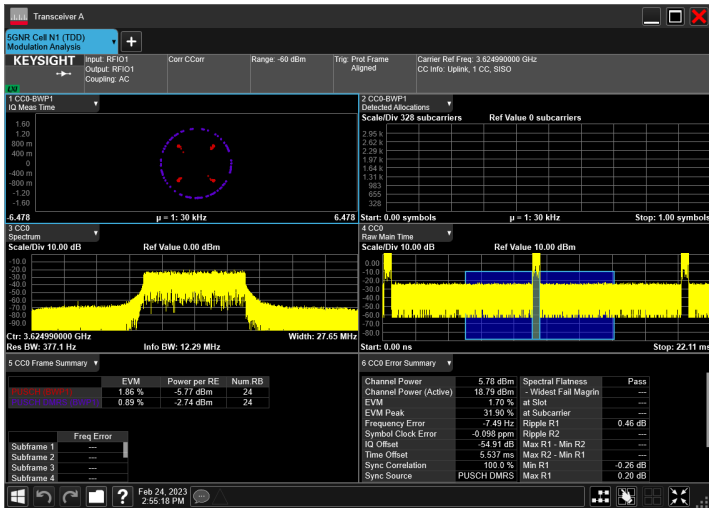 Transceiver A
5GNR Cell N1 (TDD)
Modulation Analysis
KEYSIGHT
LXI
Input: RFIO1
Output: RFIO1
Coupling: AC
Corr CCorr
Range: -60 dBm
Trig: Prot Frame
Aligned
Carrier Ref Freq: 3.624990000 GHz
CC Info: Uplink, 1 CC, SISO
1 CC0-BWP1
IQ Meas Time
1.60
1.20
800 m
400 m
0
-400 m
-800 m
-1.20
-1.60
-6.478 µ = 1: 30 kHz 6.478
2 CC0-BWP1
Detected Allocations
Scale/Div 328 subcarriers Ref Value 0 subcarriers
2.95 k
2.62 k
2.29 k
1.97 k
1.64 k
1.31 k
983
655
328
Start: 0.00 symbols µ = 1: 30 kHz Stop: 1.00 symbols
3 CC0
Spectrum
Scale/Div 10.00 dB Ref Value 0.00 dBm
-10.0
-20.0
-30.0
-40.0
-50.0
-60.0
-70.0
-80.0
-90.0
Ctr: 3.624990000 GHz Width: 27.65 MHz
Res BW: 377.1 Hz Info BW: 12.29 MHz
4 CC0
Raw Main Time
Scale/Div 10.00 dB Ref Value 10.00 dBm
0.00
-10.0
-20.0
-30.0
-40.0
-50.0
-60.0
-70.0
-80.0
Start: 0.00 ns Stop: 22.11 ms
5 CC0 Frame Summary
EVM Power per RE Num.RB
PUSCH (BWP1) 1.86 % -5.77 dBm 24
0.89 % -2.74 dBm 24
Freq Error
Subframe 1 ---
Subframe 2 ---
Subframe 3 ---
Subframe 4 ---
6 CC0 Error Summary
Channel Power 5.78 dBm Spectral Flatness Pass
Channel Power (Active) 18.79 dBm - Widest Fail Magrin ---
EVM 1.70 % at Slot ---
EVM Peak 31.90 % at Subcarrier ---
Frequency Error -7.49 Hz Ripple R1 0.46 dB
Symbol Clock Error -0.098 ppm Ripple R2 ---
IQ Offset -54.91 dB Max R1 - Min R2 ---
Time Offset 5.537 ms Max R2 - Min R1 ---
Sync Correlation 100.0 % Min R1 -0.26 dB
Sync Source PUSCH DMRS Max R1 0.20 dB
Feb 24, 2023
2:55:18 PM